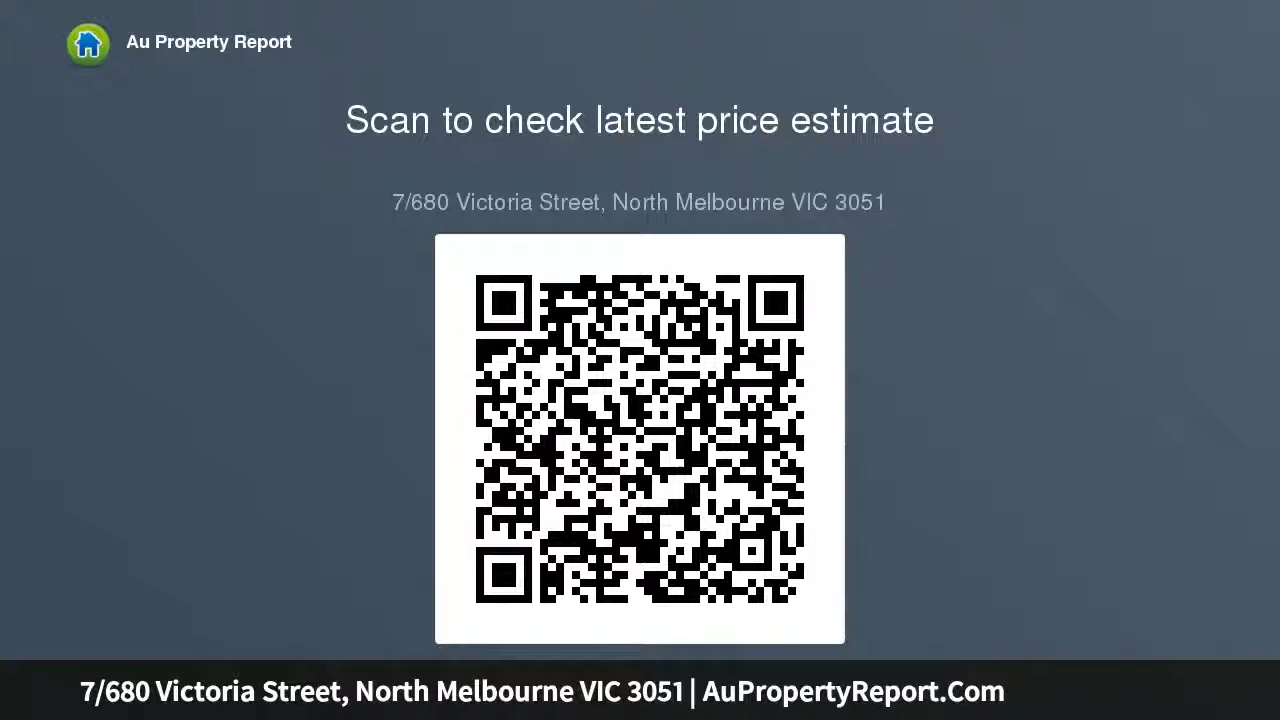 Au Property Report
Scan to check latest price estimate
7/680 Victoria Street, North Melbourne VIC 3051
7/680 Victoria Street, North Melbourne VIC 3051 | AuPropertyReport.Com